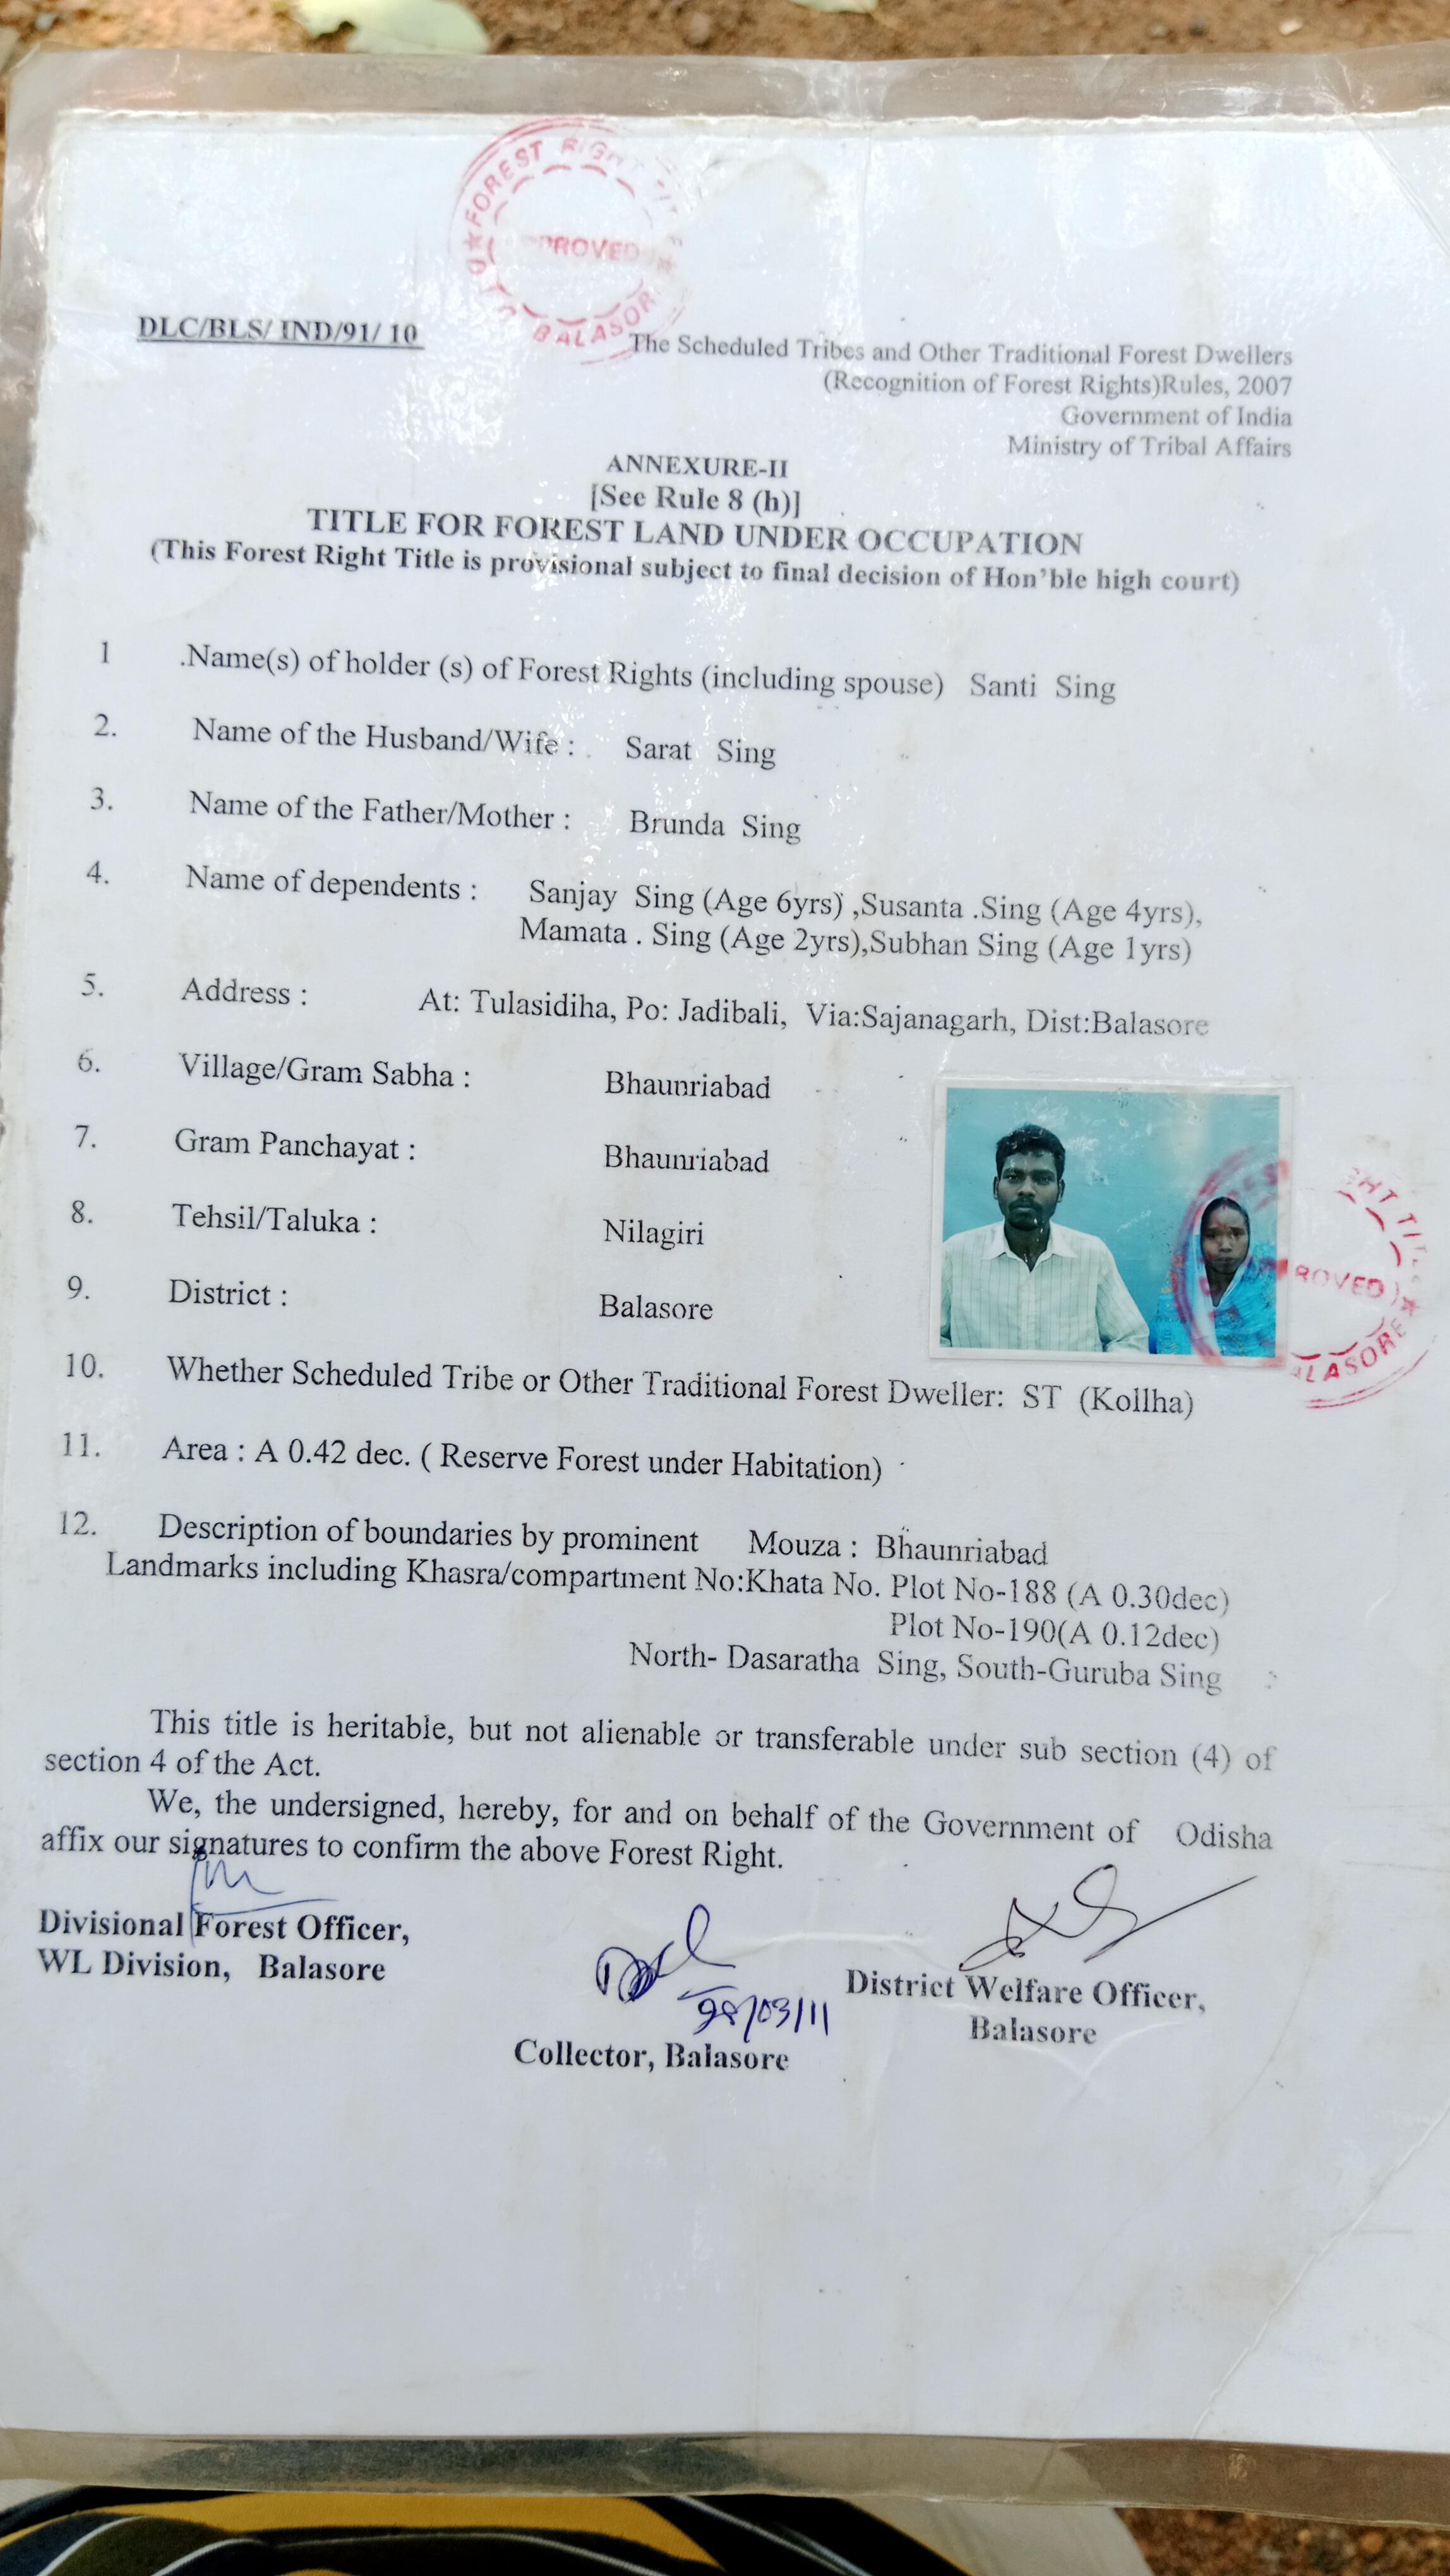 FOREST RIGHT
APPROVED
BALASORE
DLC/BLS/ IND/91/ 10
The Scheduled Tribes and Other Traditional Forest Dwellers
(Recognition of Forest Rights)Rules, 2007
Government of India
Ministry of Tribal Affairs
ANNEXURE-II
[See Rule 8 (h)]
TITLE FOR FOREST LAND UNDER OCCUPATION
(This Forest Right Title is provisional subject to final decision of Hon'ble high court)
1 .Name(s) of holder (s) of Forest Rights (including spouse) Santi Sing
2. Name of the Husband/Wife : Sarat Sing
3. Name of the Father/Mother : Brunda Sing
4. Name of dependents : Sanjay Sing (Age 6yrs) ,Susanta .Sing (Age 4yrs),
Mamata . Sing (Age 2yrs),Subhan Sing (Age 1yrs)
5. Address : At: Tulasidiha, Po: Jadibali, Via:Sajanagarh, Dist:Balasore
6. Village/Gram Sabha : Bhaunriabad
7. Gram Panchayat : Bhaunriabad
8. Tehsil/Taluka : Nilagiri
9. District : Balasore
ROVED
ALASORE
10. Whether Scheduled Tribe or Other Traditional Forest Dweller: ST (Kollha)
11. Area : A 0.42 dec. ( Reserve Forest under Habitation)
12. Description of boundaries by prominent Mouza : Bhaunriabad
Landmarks including Khasra/compartment No:Khata No. Plot No-188 (A 0.30dec)
Plot No-190(A 0.12dec)
North- Dasaratha Sing, South-Guruba Sing
This title is heritable, but not alienable or transferable under sub section (4) of
section 4 of the Act.
We, the undersigned, hereby, for and on behalf of the Government of Odisha
affix our signatures to confirm the above Forest Right.
Divisional Forest Officer,
WL Division, Balasore
28/03/11
Collector, Balasore
District Welfare Officer,
Balasore